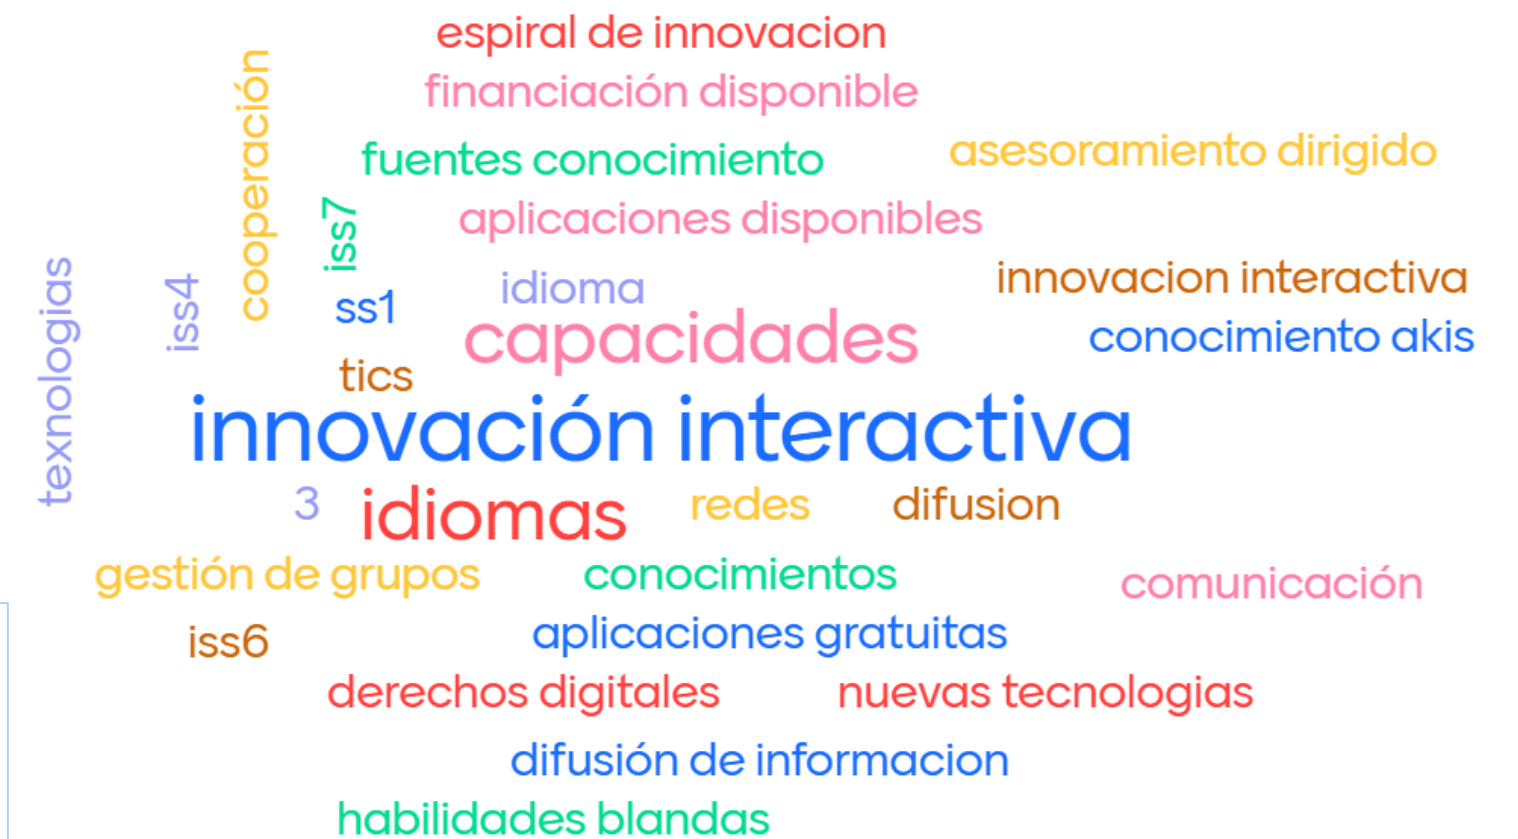 espiral de innovacion
financiación disponible
cooperación
fuentes conocimiento
asesoramiento dirigido
iss7
aplicaciones disponibles
texnologias
iss4
ss1
idioma
innovacion interactiva
capacidades
conocimiento akis
tics
innovación interactiva
3
idiomas
redes
difusion
gestión de grupos
conocimientos
comunicación
iss6
aplicaciones gratuitas
derechos digitales
nuevas tecnologias
difusión de informacion
habilidades blandas